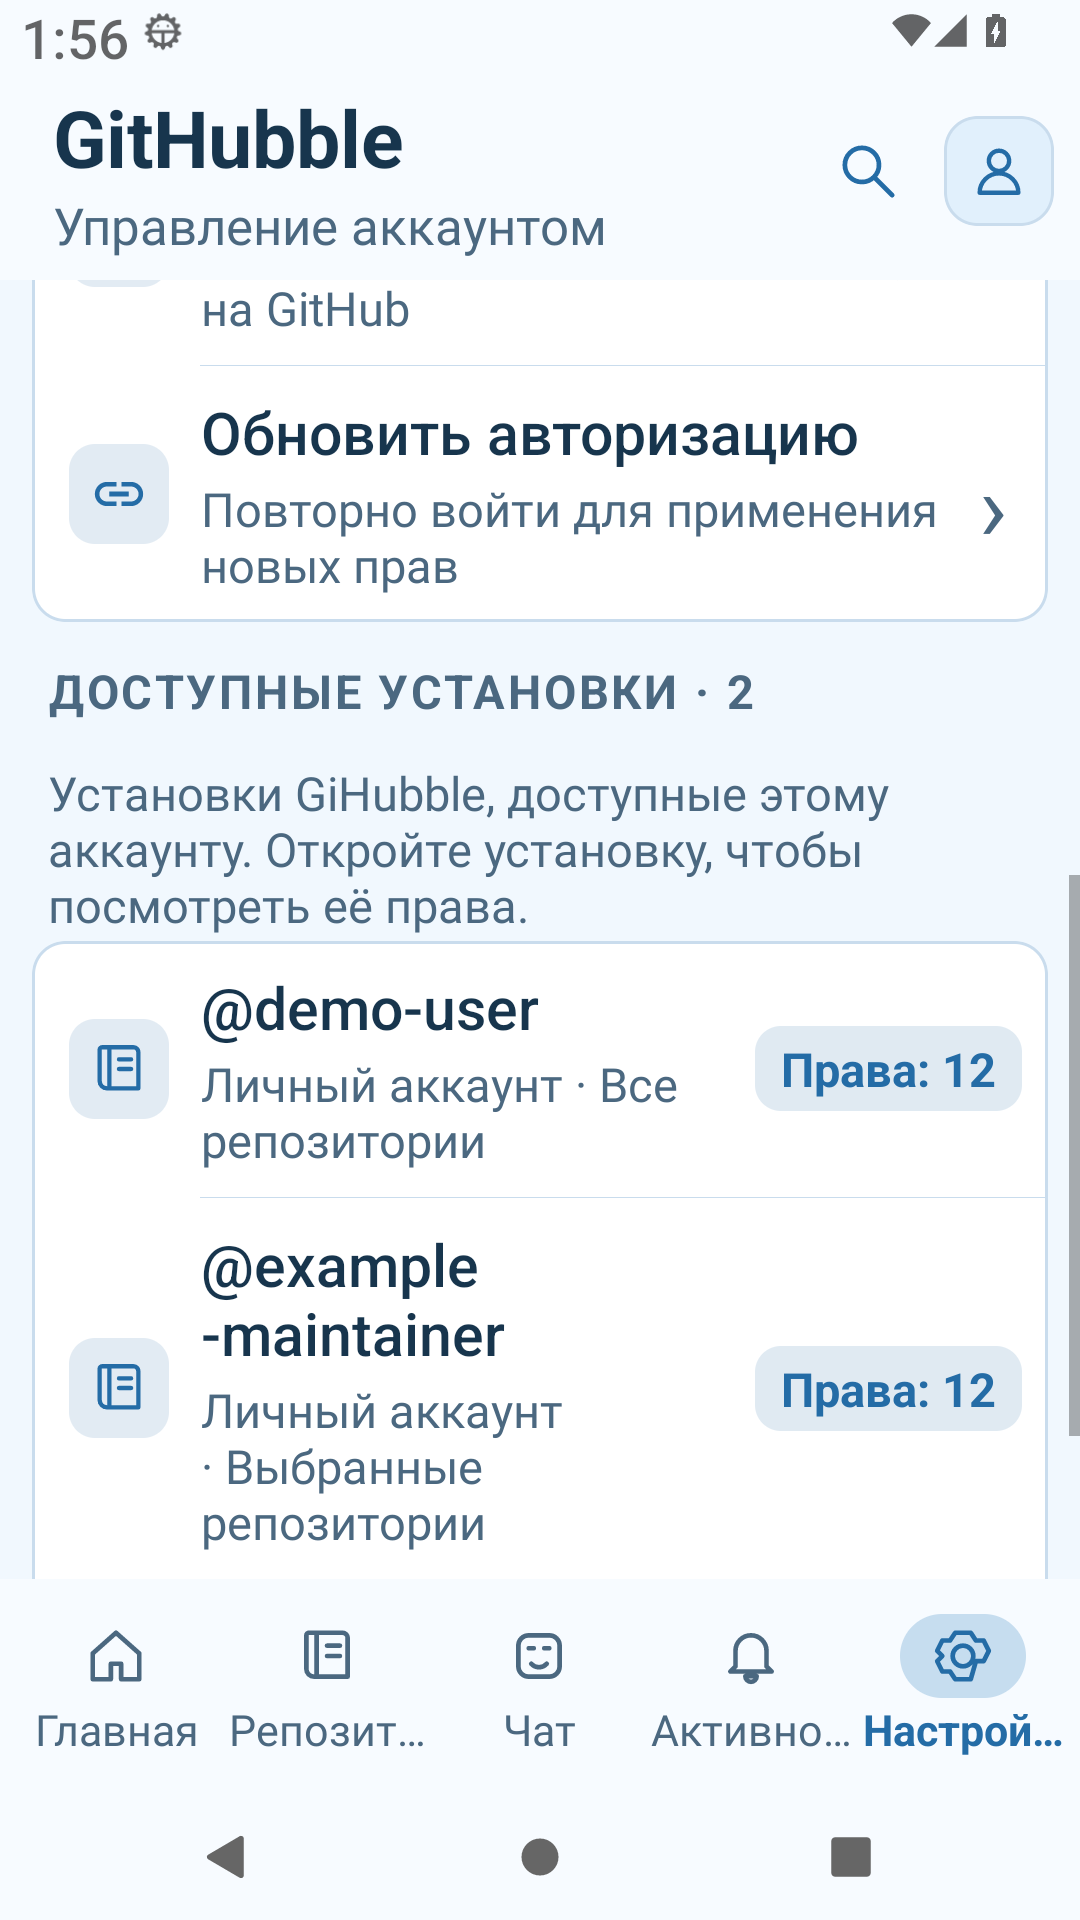 1:56
GitHubble
Управление аккаунтом
на GitHub
Обновить авторизацию
Повторно войти для применения
новых прав
ДОСТУПНЫЕ УСТАНОВКИ · 2
Установки GiHubble, доступные этому
аккаунту. Откройте установку, чтобы
посмотреть её права.
@demo-user
Личный аккаунт · Все
репозитории
Права: 12
@example
-maintainer
Личный аккаунт
· Выбранные
репозитории
Права: 12
Главная
Репозит...
Чат
Активно...
Настрой...